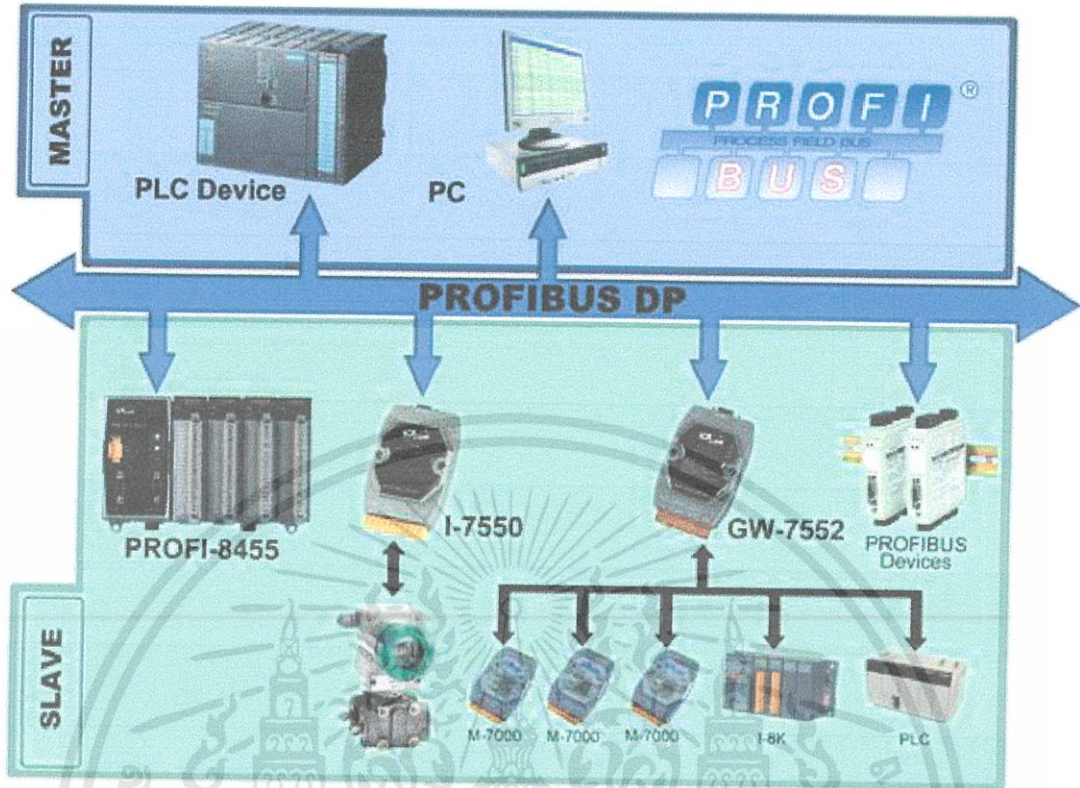 MASTER
PLC Device
PC
PROFI®
PROCESS FIELD BUS
BUS
PROFIBUS DP
SLAVE
PROFI-8455
I-7550
GW-7552
PROFIBUS
Devices
M-7000
M-7000
M-7000
I-8K
PLC